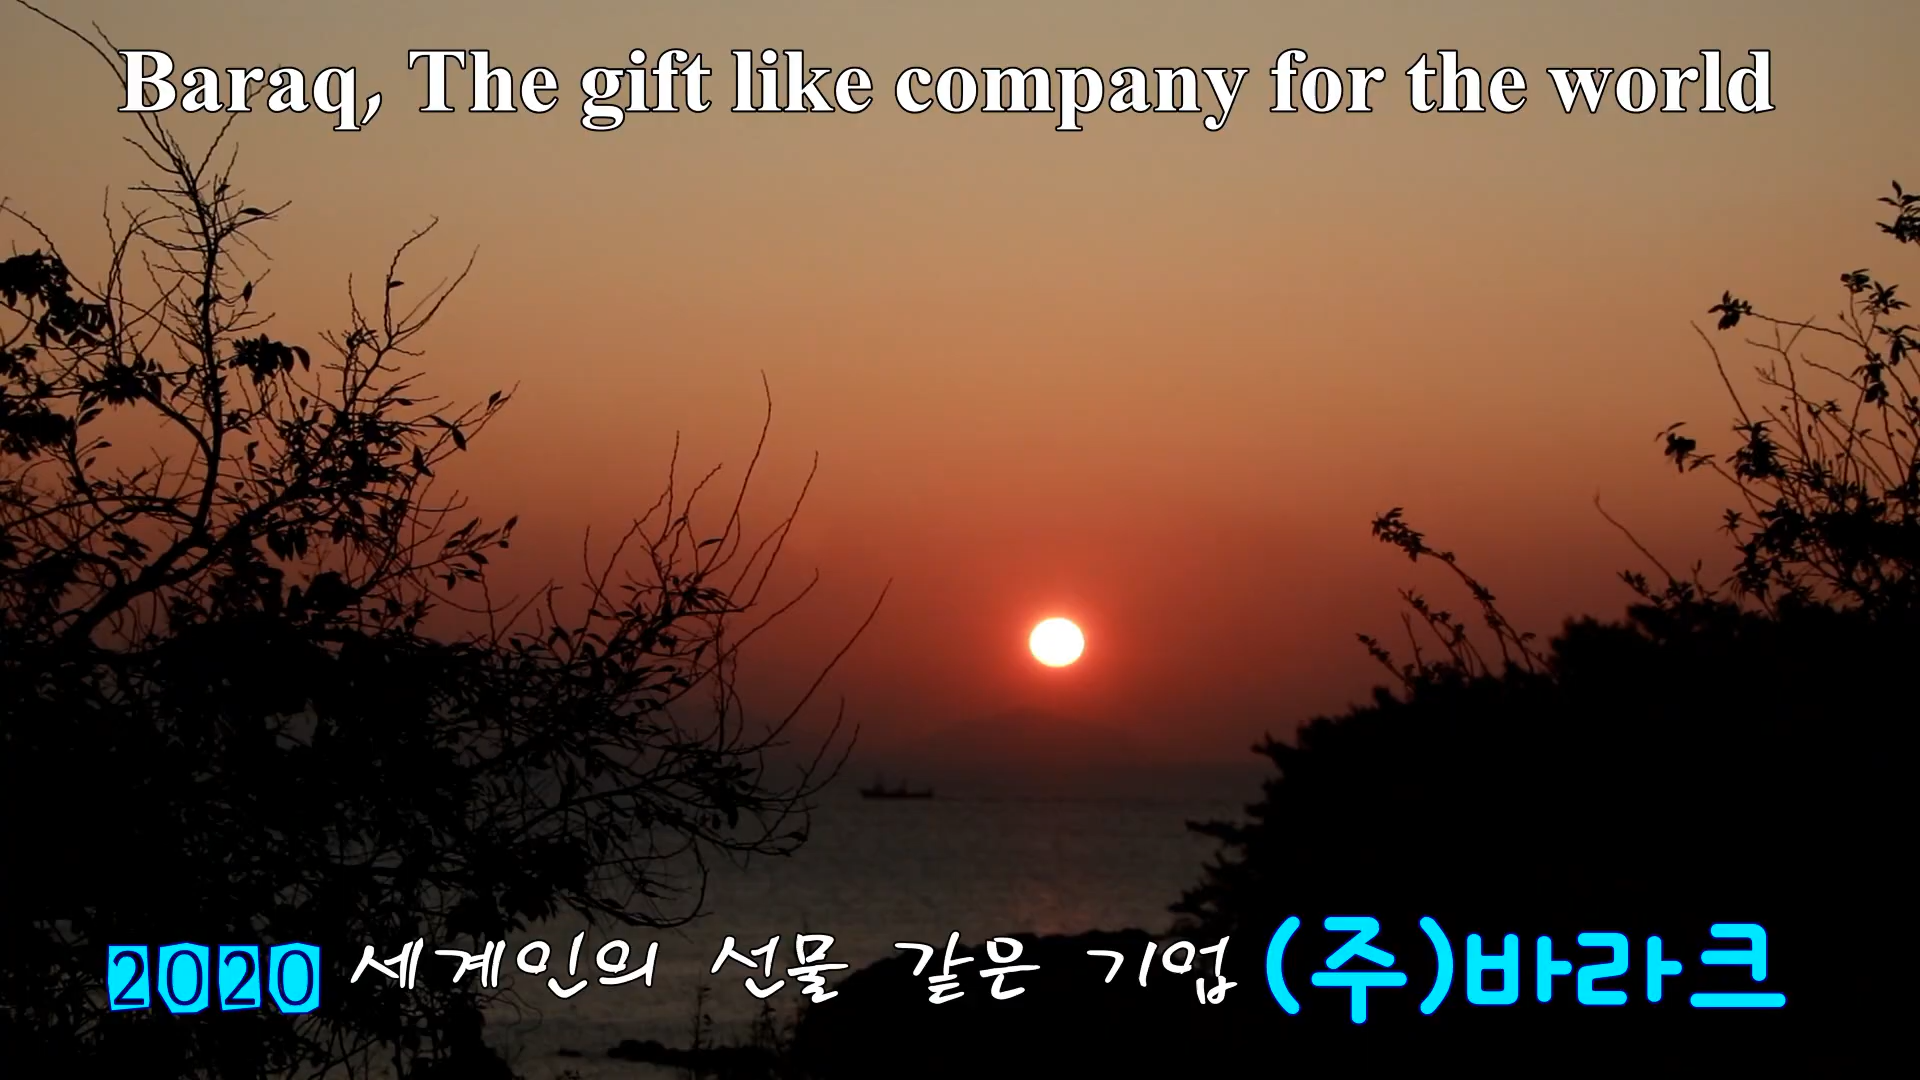 Baraq, The gift like company for the world
2020 세계인의 선물 같은 기업 (주)바라크